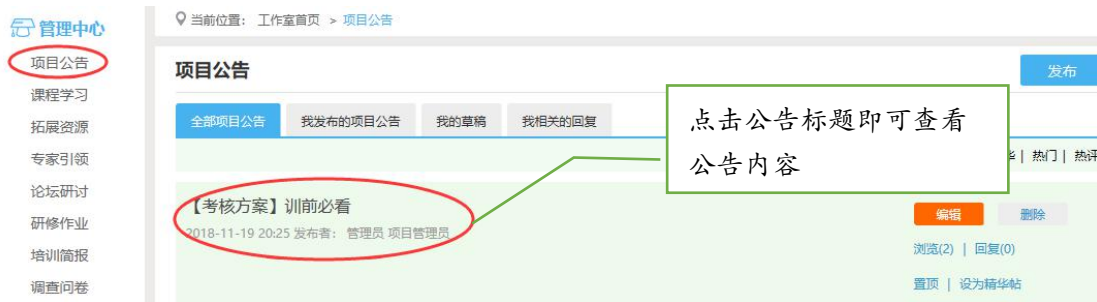 管理中心
项目公告
课程学习
拓展资源
专家引领
论坛研讨
研修作业
培训简报
调查问卷
当前位置： 工作室首页 > 项目公告
项目公告
发布
全部项目公告 我发布的项目公告 我的草稿 我相关的回复
点击公告标题即可查看
公告内容
| 热门 | 热评
【考核方案】训前必看
2018-11-19 20:25 发布者： 管理员 项目管理员
编辑 删除
浏览(2) | 回复(0)
置顶 | 设为精华帖